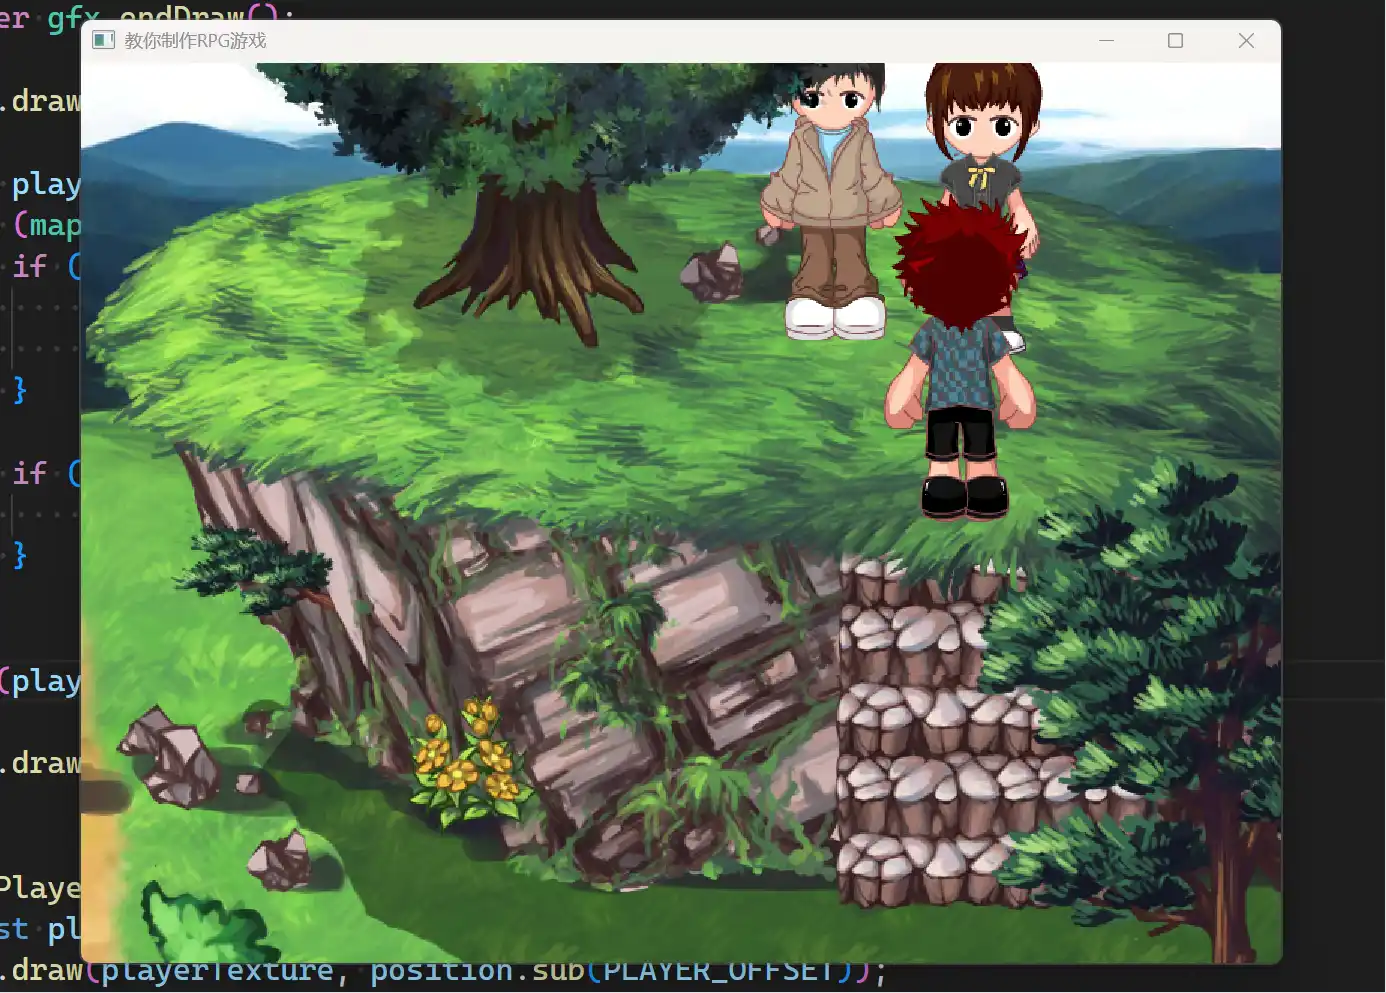 er gfx.endDraw();
教你制作RPG游戏
.draw
play
(map
if (
}
if (
}
(play
.draw
Playe
st pl
.draw(playerTexture, position.sub(PLAYER_OFFSET));